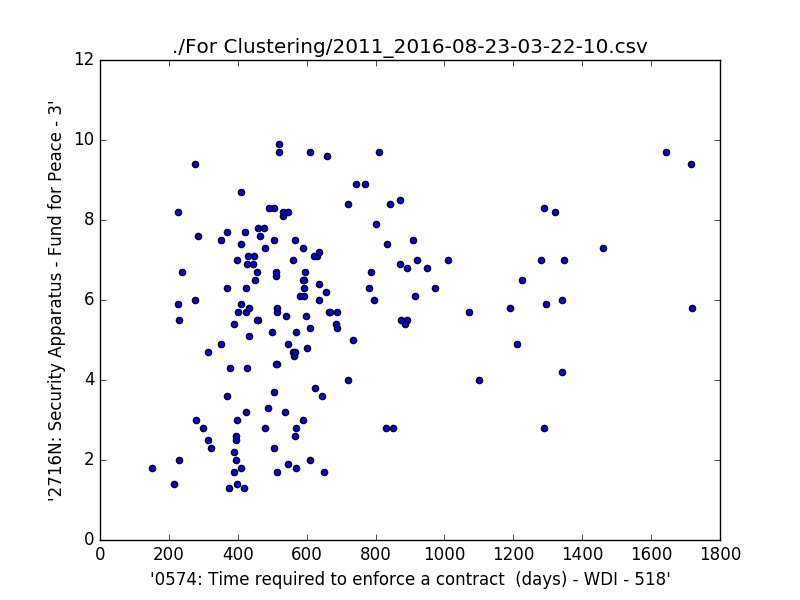 ./For Clustering/2011_2016-08-23-03-22-10.csv
12
10
8
6
4
2
0
'2716N: Security Apparatus - Fund for Peace - 3'
0 200 400 600 800 1000 1200 1400 1600 1800
'0574: Time required to enforce a contract  (days) - WDI - 518'